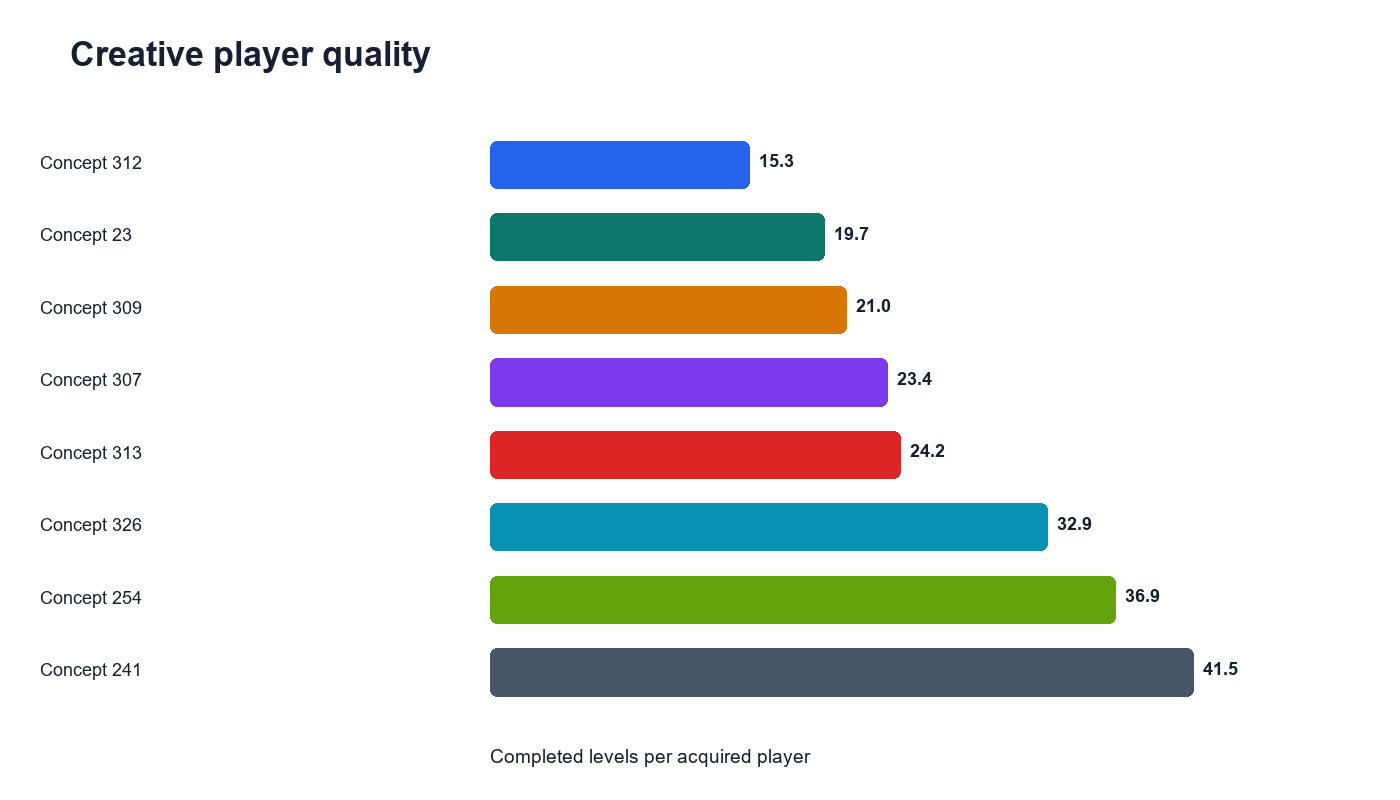 Creative player quality
Concept 312 15.3
Concept 23 19.7
Concept 309 21.0
Concept 307 23.4
Concept 313 24.2
Concept 326 32.9
Concept 254 36.9
Concept 241 41.5
Completed levels per acquired player